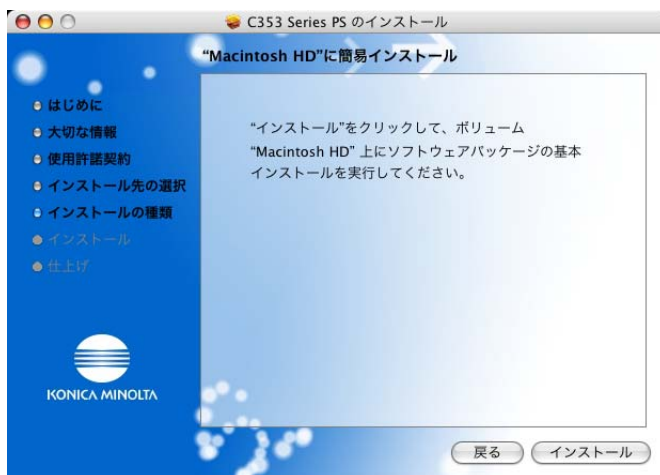 C353 Series PS のインストール
“Macintosh HD”に簡易インストール
はじめに
大切な情報
使用許諾契約
インストール先の選択
インストールの種類
インストール
仕上げ
“インストール”をクリックして、ボリューム
“Macintosh HD” 上にソフトウェアパッケージの基本
インストールを実行してください。
KONICA MINOLTA
戻る
インストール